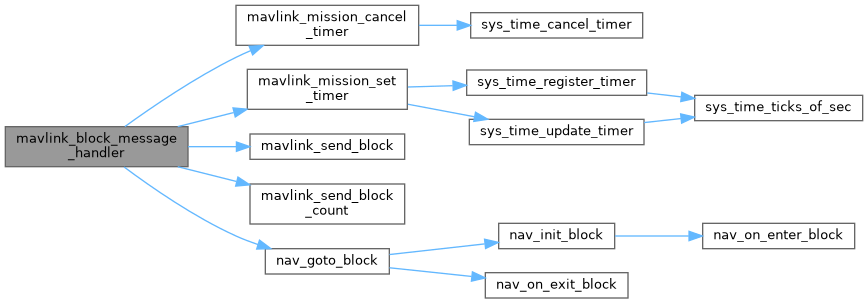 mavlink_block_message
_handler
mavlink_mission_cancel
_timer
sys_time_cancel_timer
mavlink_mission_set
_timer
sys_time_register_timer
sys_time_ticks_of_sec
sys_time_update_timer
mavlink_send_block
mavlink_send_block
_count
nav_goto_block
nav_init_block
nav_on_enter_block
nav_on_exit_block